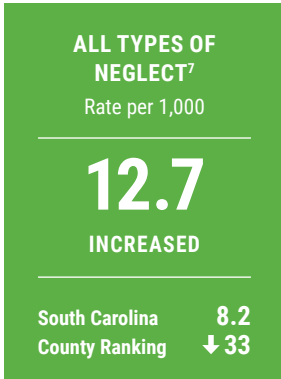 ALL TYPES OF
NEGLECT⁷
Rate per 1,000
12.7
INCREASED
South Carolina 8.2
County Ranking ↓33